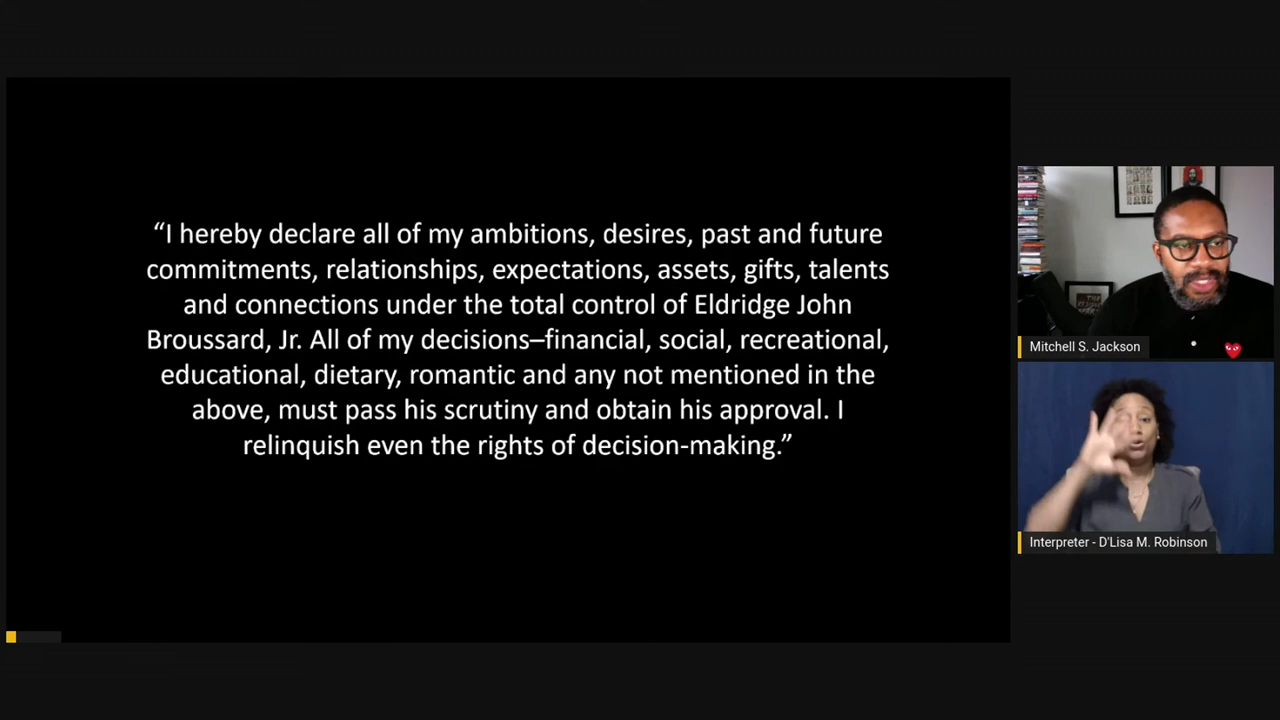 “I hereby declare all of my ambitions, desires, past and future
commitments, relationships, expectations, assets, gifts, talents
and connections under the total control of Eldridge John
Broussard, Jr. All of my decisions–financial, social, recreational,
educational, dietary, romantic and any not mentioned in the
above, must pass his scrutiny and obtain his approval. I
relinquish even the rights of decision-making.”
Mitchell S. Jackson
Interpreter - D'Lisa M. Robinson